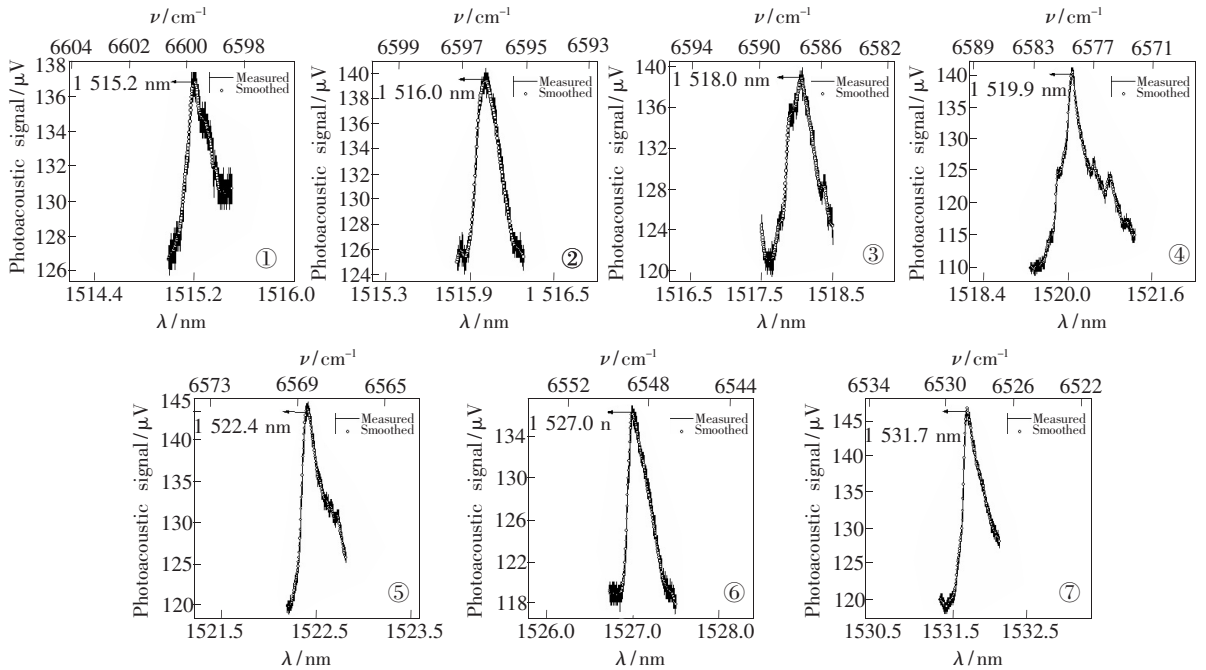 ν/cm⁻¹
6604 6602 6600 6598
Photoacoustic signal/μV
138
136
134
132
130
128
126
1 515.2 nm
Measured
Smoothed
①
1514.4 1515.2 1516.0
λ/nm
ν/cm⁻¹
6599 6597 6595 6593
Photoacoustic signal/μV
140
138
136
134
132
130
128
126
124
1 516.0 nm
Measured
Smoothed
②
1515.3 1515.9 1 516.5
λ/nm
ν/cm⁻¹
6594 6590 6586 6582
Photoacoustic signal/μV
140
136
132
128
124
120
1 518.0 nm
Measured
Smoothed
③
1516.5 1517.5 1518.5
λ/nm
ν/cm⁻¹
6589 6583 6577 6571
Photoacoustic signal/μV
140
135
130
125
120
115
110
1 519.9 nm
Measured
Smoothed
④
1518.4 1520.0 1521.6
λ/nm
ν/cm⁻¹
6573 6569 6565
Photoacoustic signal/μV
145
140
135
130
125
120
1 522.4 nm
Measured
Smoothed
⑤
1521.5 1522.5 1523.5
λ/nm
ν/cm⁻¹
6552 6548 6544
Photoacoustic signal/μV
134
130
126
122
118
1 527.0 n
Measured
Smoothed
⑥
1526.0 1527.0 1528.4
λ/nm
ν/cm⁻¹
6534 6530 6526 6522
Photoacoustic signal/μV
145
140
135
130
125
120
1 531.7 nm
Measured
Smoothed
⑦
1530.5 1531.5 1532.5
λ/nm